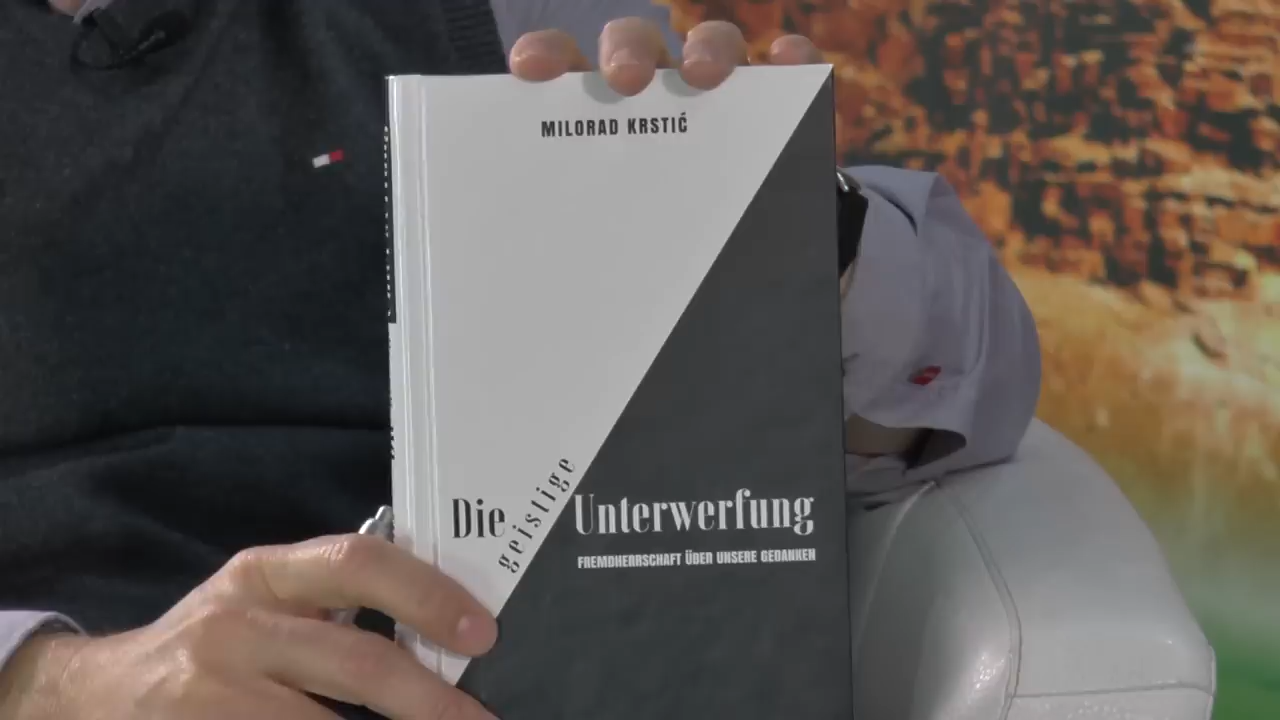 MILORAD KRSTIĆ
Die geistige Unterwerfung
FREMDHERRSCHAFT ÜBER UNSERE GEDANKEN